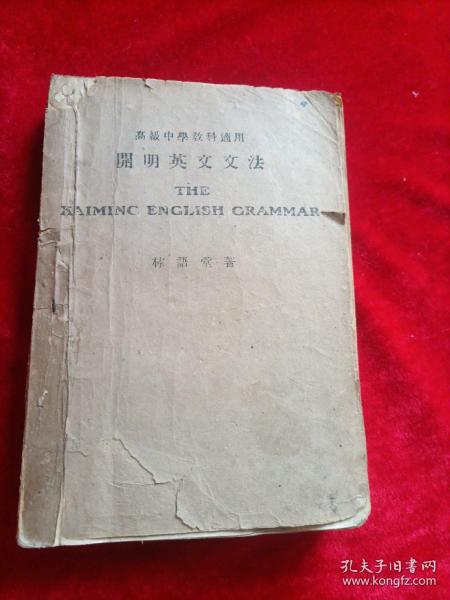 高級中學教科適用
開明英文文法
THE
KAIMING ENGLISH GRAMMAR
林語堂著
孔夫子旧书网
www.kongfz.com